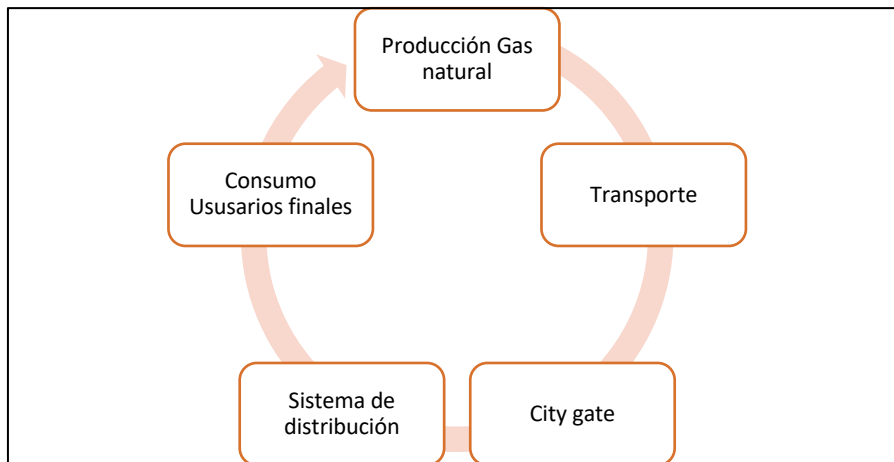 Producción Gas
natural
Transporte
City gate
Sistema de
distribución
Consumo
Ususarios finales